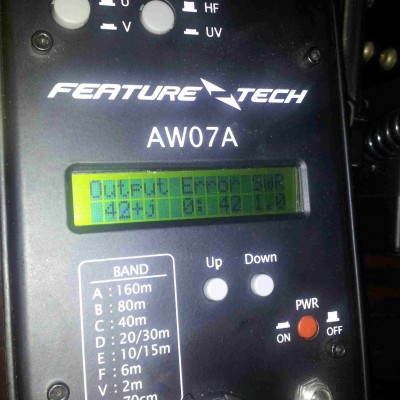 U HF
V UV
FEATURE TECH
AW07A
Output Error SWR
42+j 0: 42 1.0
Up Down
BAND
A : 160m
B : 80m
C : 40m
D : 20/30m
E : 10/15m
F : 6m
V : 2m
70cm
PWR
ON OFF